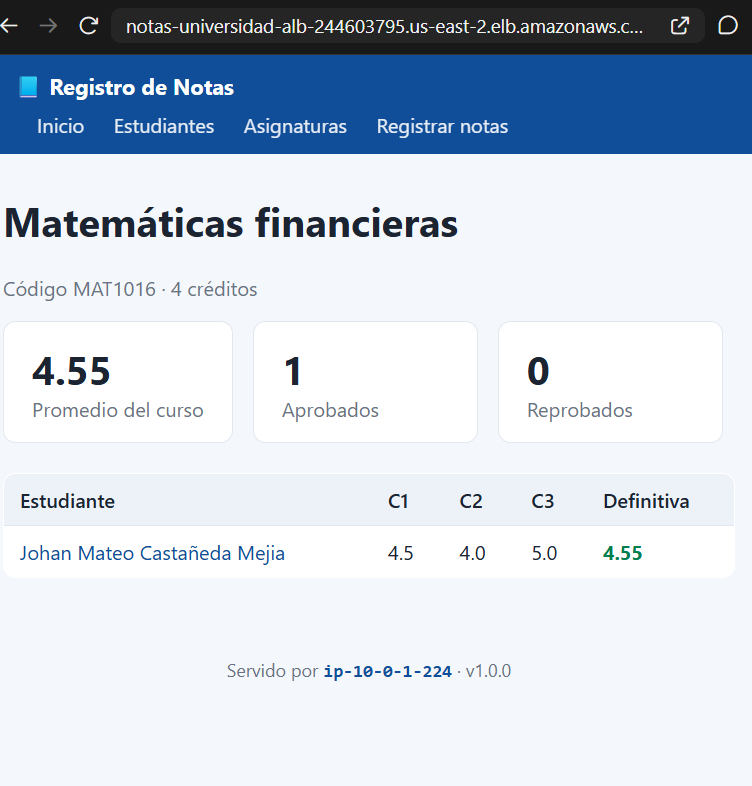 notas-universidad-alb-244603795.us-east-2.elb.amazonaws.c...
Registro de Notas
Inicio Estudiantes Asignaturas Registrar notas
Matemáticas financieras
Código MAT1016 · 4 créditos
4.55 1 0
Promedio del curso Aprobados Reprobados
Estudiante C1 C2 C3 Definitiva
Johan Mateo Castañeda Mejia 4.5 4.0 5.0 4.55
Servido por ip-10-0-1-224 · v1.0.0